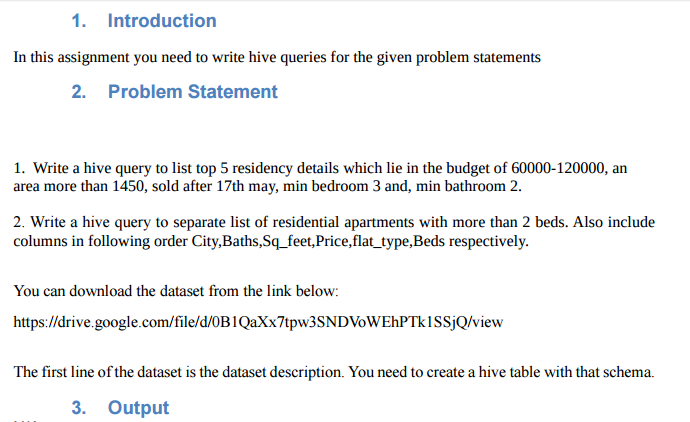 1. Introduction
In this assignment you need to write hive queries for the given problem statements
2. Problem Statement
1. Write a hive query to list top 5 residency details which lie in the budget of 60000-120000, an
area more than 1450, sold after 17th may, min bedroom 3 and, min bathroom 2.
2. Write a hive query to separate list of residential apartments with more than 2 beds. Also include
columns in following order City,Baths,Sq_feet,Price,flat_type,Beds respectively.
You can download the dataset from the link below:
https://drive.google.com/file/d/0B1QaXx7tpw3SNDVoWEhPTk1SSjQ/view
The first line of the dataset is the dataset description. You need to create a hive table with that schema.
3. Output